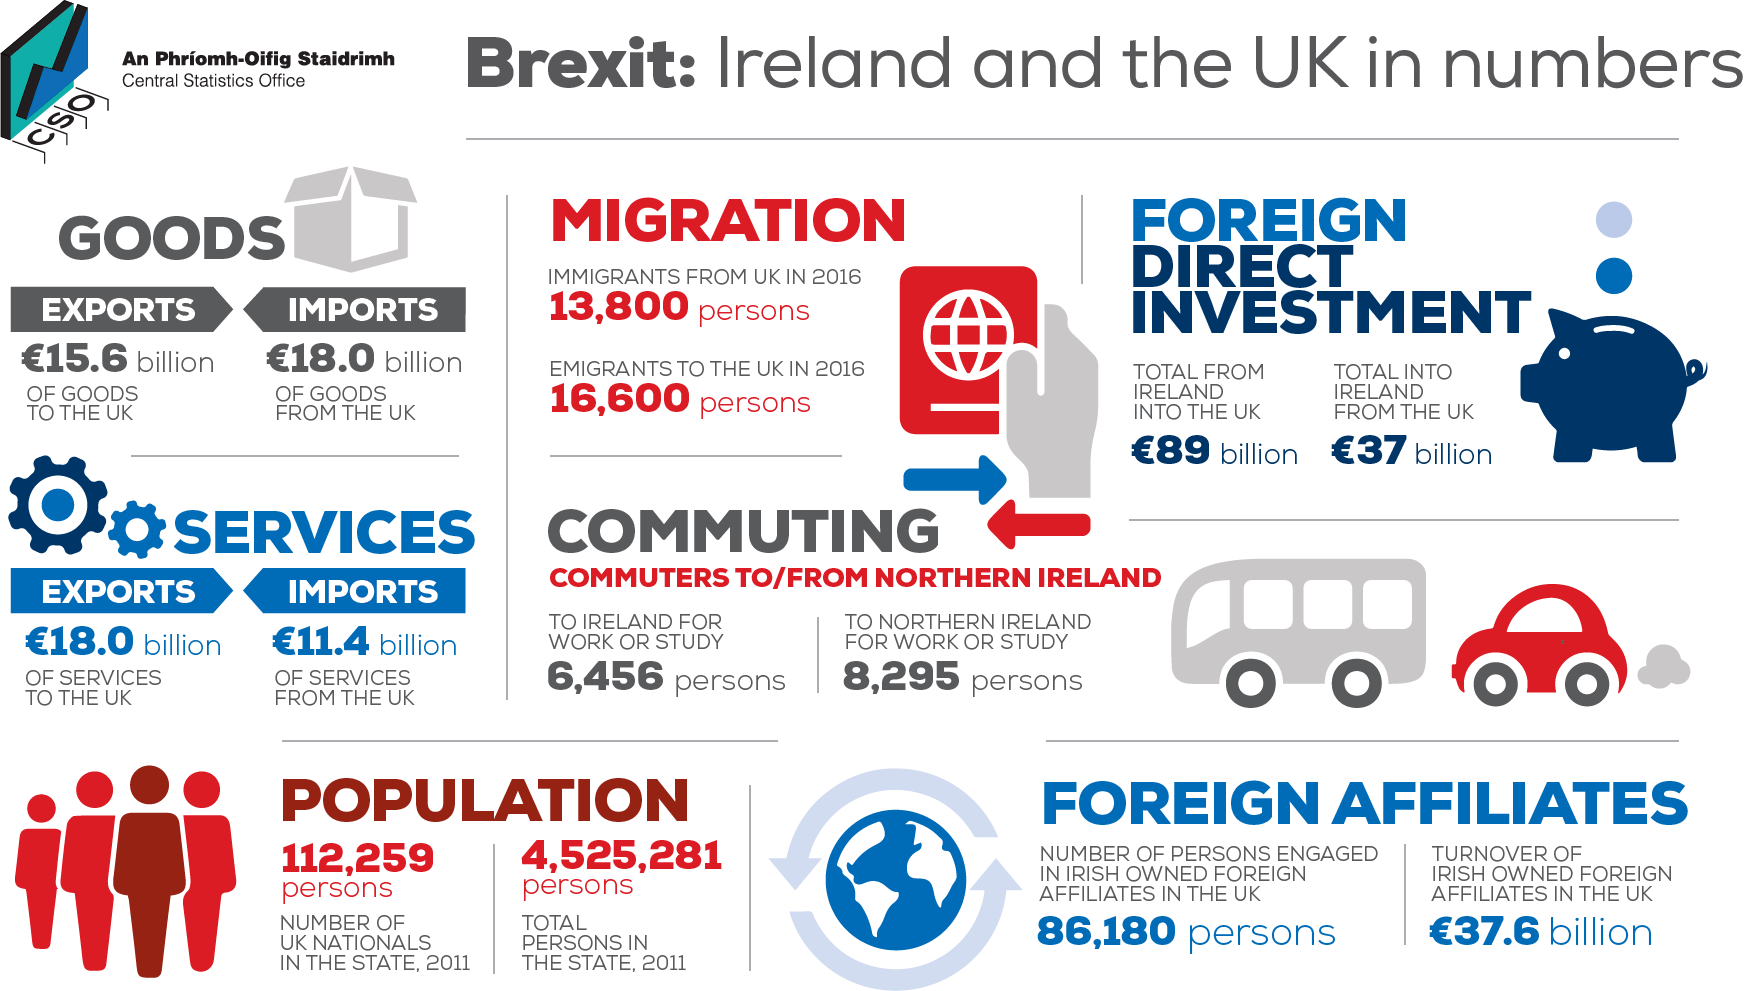 An Phríomh-Oifig Staidrimh
Central Statistics Office
CSO
Brexit: Ireland and the UK in numbers
GOODS
EXPORTS
€15.6 billion
OF GOODS
TO THE UK
IMPORTS
€18.0 billion
OF GOODS
FROM THE UK
SERVICES
EXPORTS
€18.0 billion
OF SERVICES
TO THE UK
IMPORTS
€11.4 billion
OF SERVICES
FROM THE UK
MIGRATION
IMMIGRANTS FROM UK IN 2016
13,800 persons
EMIGRANTS TO THE UK IN 2016
16,600 persons
COMMUTING
COMMUTERS TO/FROM NORTHERN IRELAND
TO IRELAND FOR
WORK OR STUDY
6,456 persons
TO NORTHERN IRELAND
FOR WORK OR STUDY
8,295 persons
FOREIGN
DIRECT
INVESTMENT
TOTAL FROM
IRELAND
INTO THE UK
€89 billion
TOTAL INTO
IRELAND
FROM THE UK
€37 billion
POPULATION
112,259
persons
NUMBER OF
UK NATIONALS
IN THE STATE, 2011
4,525,281
persons
TOTAL
PERSONS IN
THE STATE, 2011
FOREIGN AFFILIATES
NUMBER OF PERSONS ENGAGED
IN IRISH OWNED FOREIGN
AFFILIATES IN THE UK
86,180 persons
TURNOVER OF
IRISH OWNED FOREIGN
AFFILIATES IN THE UK
€37.6 billion